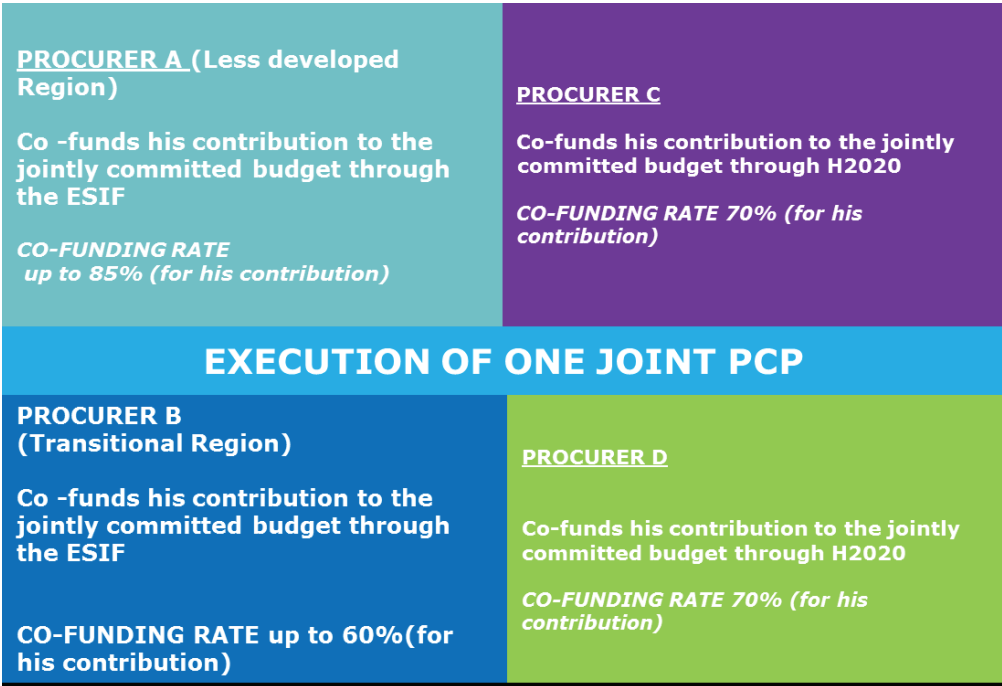 PROCURER A (Less developed
Region)
Co -funds his contribution to the
jointly committed budget through
the ESIF
CO-FUNDING RATE
up to 85% (for his contribution)
PROCURER C
Co-funds his contribution to the jointly
committed budget through H2020
CO-FUNDING RATE 70% (for his
contribution)
EXECUTION OF ONE JOINT PCP
PROCURER B
(Transitional Region)
Co -funds his contribution to the
jointly committed budget through
the ESIF
CO-FUNDING RATE up to 60%(for
his contribution)
PROCURER D
Co-funds his contribution to the jointly
committed budget through H2020
CO-FUNDING RATE 70% (for his
contribution)